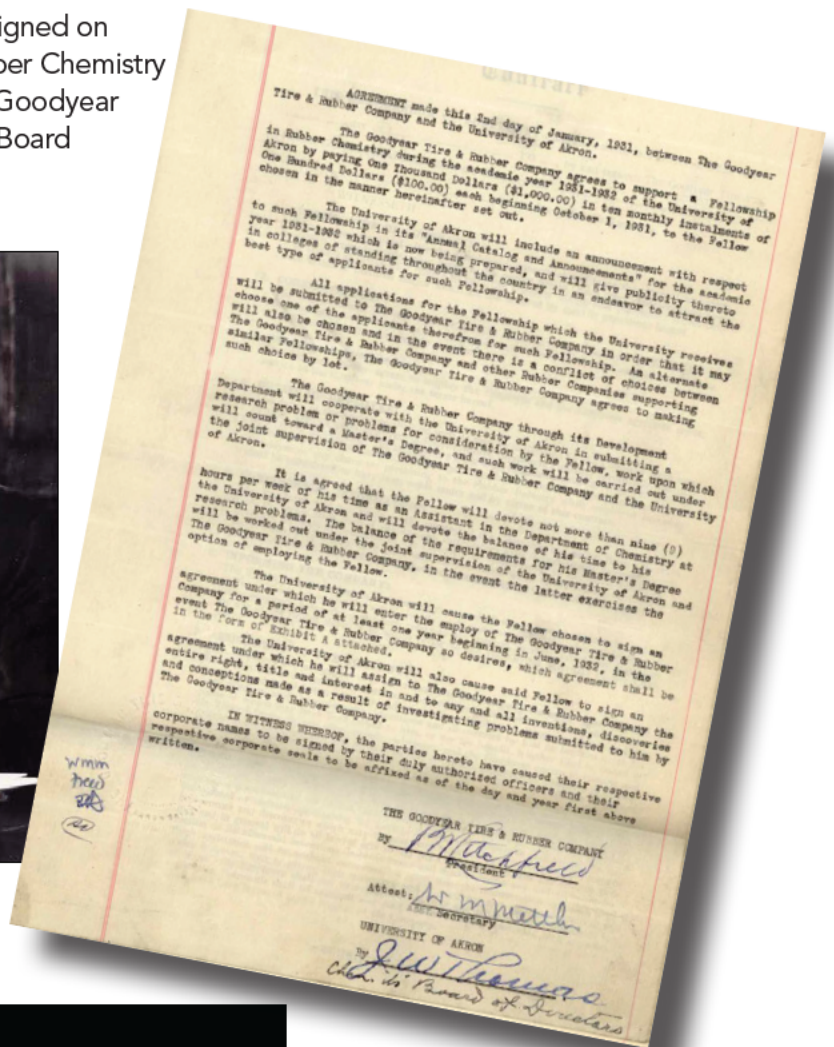 igned on
ber Chemistry
Goodyear
Board
Contract
AGREEMENT made this 2nd day of January, 1931, between The Goodyear
Tire & Rubber Company and the University of Akron.
The Goodyear Tire & Rubber Company agrees to support a Fellowship
in Rubber Chemistry during the academic year 1931-1932 of the University of
Akron by paying One Thousand Dollars ($1,000.00) in ten monthly instalments of
One Hundred Dollars ($100.00) each beginning October 1, 1931, to the Fellow
chosen in the manner hereinafter set out.
The University of Akron will include an announcement with respect
to such Fellowship in its "Annual Catalog and Announcements" for the academic
year 1931-1932 which is now being prepared, and will give publicity thereto
in colleges of standing throughout the country in an endeavor to attract the
best type of applicants for such Fellowship.
All applications for the Fellowship which the University receives
will be submitted to The Goodyear Tire & Rubber Company in order that it may
choose one of the applicants therefrom for such Fellowship. An alternate
will also be chosen and in the event there is a conflict of choices between
The Goodyear Tire & Rubber Company and other Rubber Companies supporting
similar Fellowships, The Goodyear Tire & Rubber Company agrees to making
such choice by lot.
The Goodyear Tire & Rubber Company through its Development
Department will cooperate with the University of Akron in submitting a
research problem or problems for consideration by the Fellow, work upon which
will count toward a Master's Degree, and such work will be carried out under
the joint supervision of The Goodyear Tire & Rubber Company and the University
of Akron.
It is agreed that the Fellow will devote not more than nine (9)
hours per week of his time as an Assistant in the Department of Chemistry at
the University of Akron and will devote the balance of his time to his
research problems. The balance of the requirements for his Master's Degree
will be worked out under the joint supervision of the University of Akron and
The Goodyear Tire & Rubber Company, in the event the latter exercises the
option of employing the Fellow.
The University of Akron will cause the Fellow chosen to sign an
agreement under which he will enter the employ of The Goodyear Tire & Rubber
Company for a period of at least one year beginning in June, 1932, in the
event The Goodyear Tire & Rubber Company so desires, which agreement shall be
in the form of Exhibit A attached.
The University of Akron will also cause said Fellow to sign an
agreement under which he will assign to The Goodyear Tire & Rubber Company the
entire right, title and interest in and to any and all inventions, discoveries
and conceptions made as a result of investigating problems submitted to him by
The Goodyear Tire & Rubber Company.
IN WITNESS WHEREOF, the parties hereto have caused their respective
corporate names to be signed by their duly authorized officers and their
respective corporate seals to be affixed as of the day and year first above
written.
WMM
THE GOODYEAR TIRE & RUBBER COMPANY
By PWLitchfield
President
Attest: W M Mettler
Secretary
UNIVERSITY OF AKRON
By J W Thomas
Chm. its Board of Directors